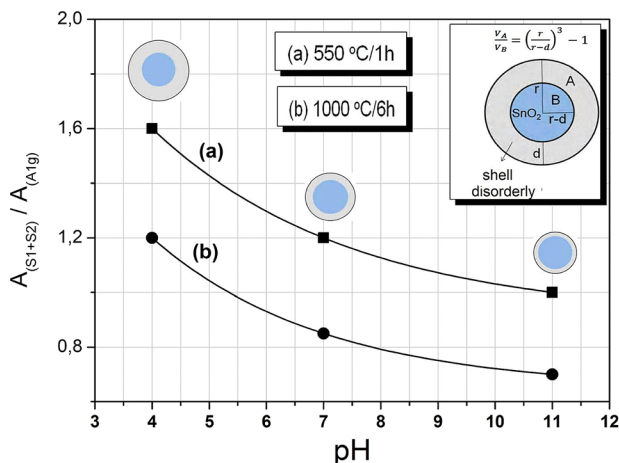 2,0
1,6
1,2
0,8
A(S1+S2) / A(A1g)
3 4 5 6 7 8 9 10 11 12
pH
(a) 550 °C/1h
(b) 1000 °C/6h
(a)
(b)
V_A/V_B = (r/(r-d))^3 − 1
A
r
B
SnO₂
r-d
d
shell
disorderly